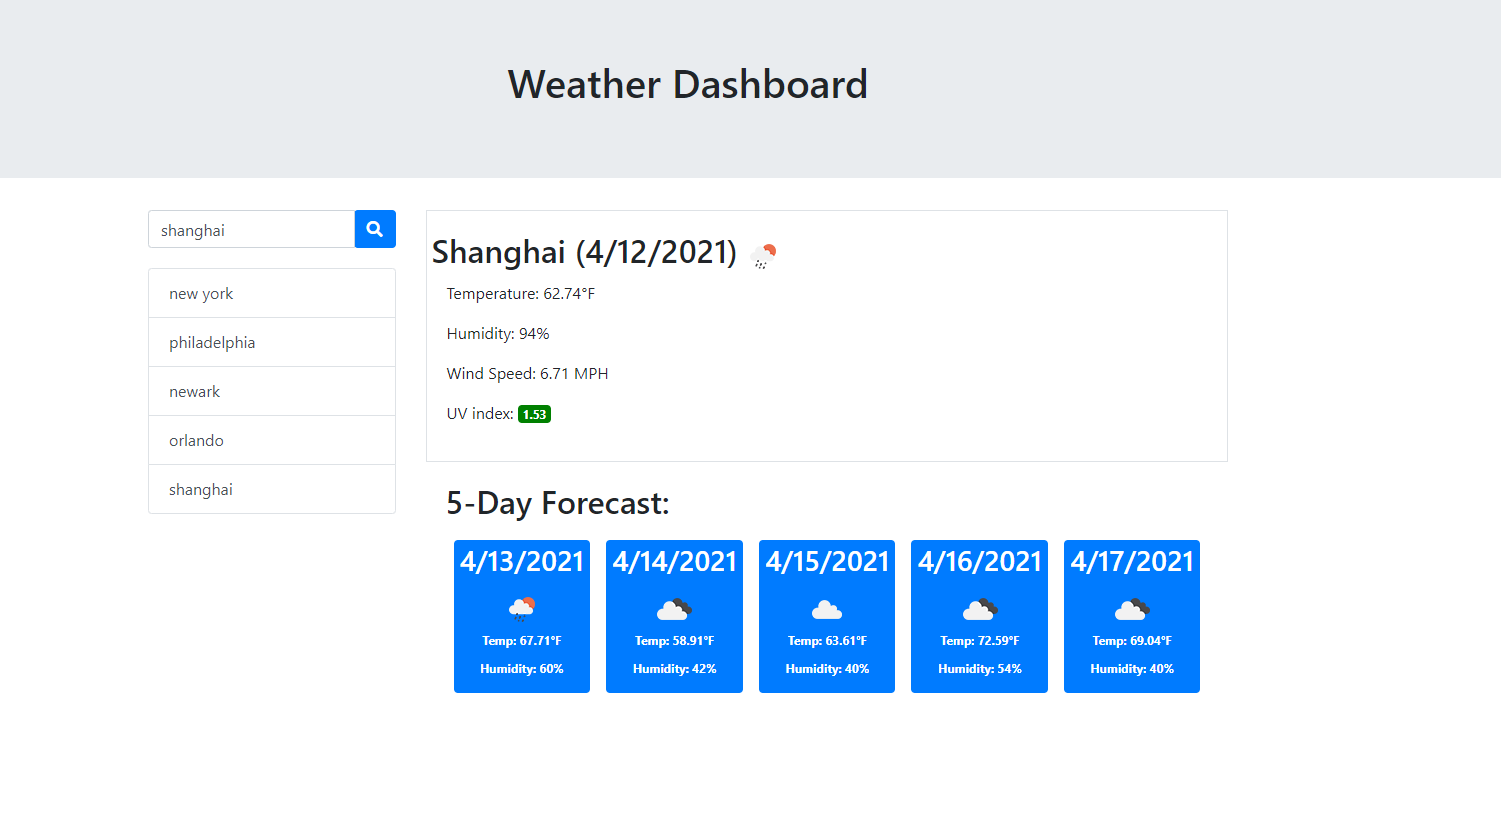 Weather Dashboard
shanghai
new york
philadelphia
newark
orlando
shanghai
Shanghai (4/12/2021)
Temperature: 62.74°F
Humidity: 94%
Wind Speed: 6.71 MPH
UV index: 1.53
5-Day Forecast:
4/13/2021
Temp: 67.71°F
Humidity: 60%
4/14/2021
Temp: 58.91°F
Humidity: 42%
4/15/2021
Temp: 63.61°F
Humidity: 40%
4/16/2021
Temp: 72.59°F
Humidity: 54%
4/17/2021
Temp: 69.04°F
Humidity: 40%